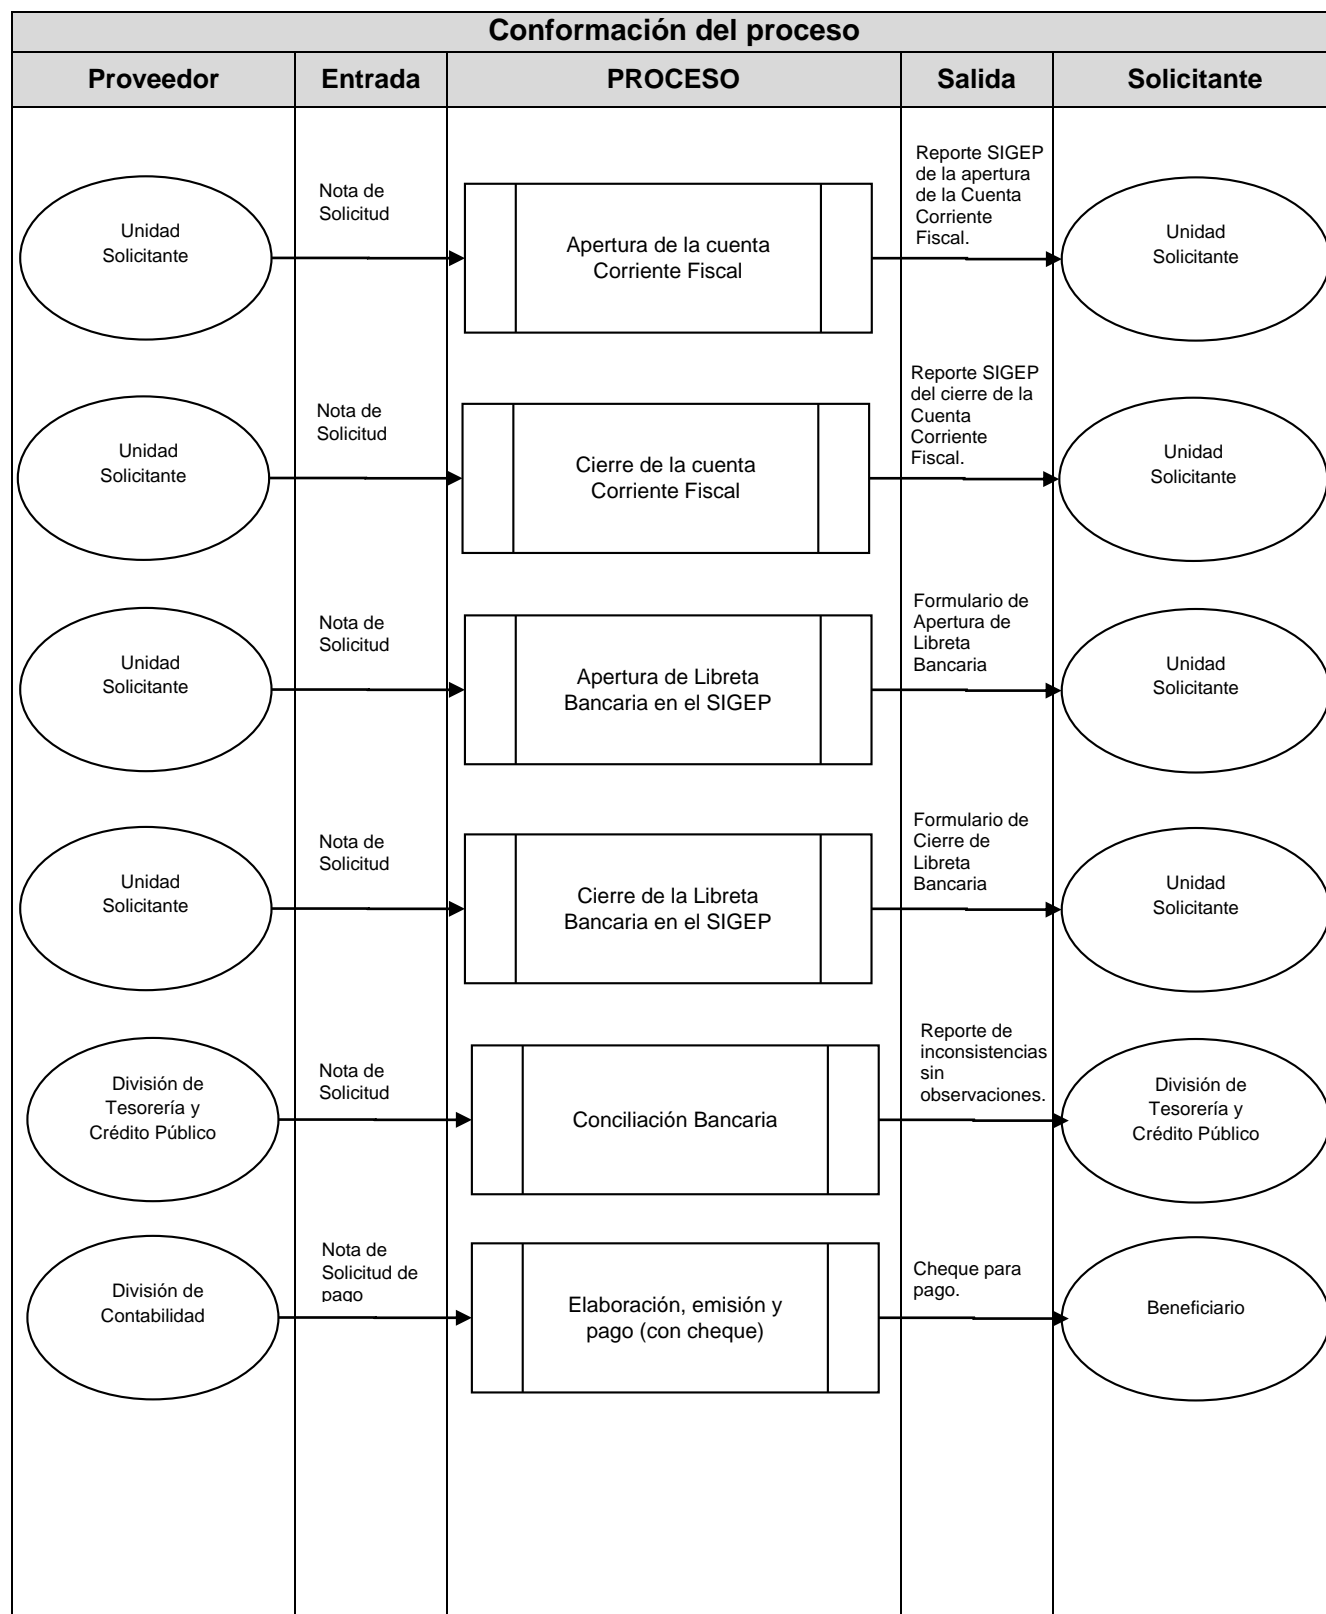 Conformación del proceso
Proveedor
Entrada
PROCESO
Salida
Solicitante
Unidad
Solicitante
Nota de
Solicitud
Apertura de la cuenta
Corriente Fiscal
Reporte SIGEP
de la apertura
de la Cuenta
Corriente
Fiscal.
Unidad
Solicitante
Unidad
Solicitante
Nota de
Solicitud
Cierre de la cuenta
Corriente Fiscal
Reporte SIGEP
del cierre de la
Cuenta
Corriente
Fiscal.
Unidad
Solicitante
Unidad
Solicitante
Nota de
Solicitud
Apertura de Libreta
Bancaria en el SIGEP
Formulario de
Apertura de
Libreta
Bancaria
Unidad
Solicitante
Unidad
Solicitante
Nota de
Solicitud
Cierre de la Libreta
Bancaria en el SIGEP
Formulario de
Cierre de
Libreta
Bancaria
Unidad
Solicitante
División de
Tesorería y
Crédito Público
Nota de
Solicitud
Conciliación Bancaria
Reporte de
inconsistencias
sin
observaciones.
División de
Tesorería y
Crédito Público
División de
Contabilidad
Nota de
Solicitud de
pago
Elaboración, emisión y
pago (con cheque)
Cheque para
pago.
Beneficiario